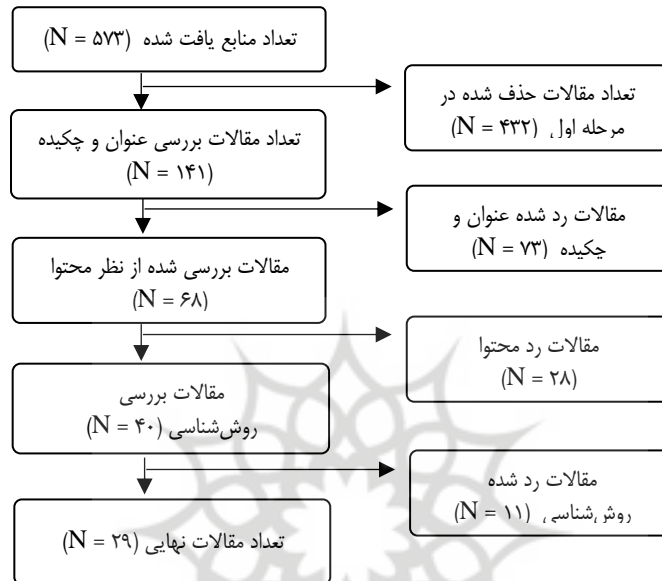 تعداد منابع یافت شده (N = ۵۷۳)
تعداد مقالات حذف شده در
مرحله اول (N = ۴۳۲)
تعداد مقالات بررسی عنوان و چکیده
(N = ۱۴۱)
مقالات رد شده عنوان و
چکیده (N = ۷۳)
مقالات بررسی شده از نظر محتوا
(N = ۶۸)
مقالات رد محتوا
(N = ۲۸)
مقالات بررسی
روش‌شناسی (N = ۴۰)
مقالات رد شده
روش‌شناسی (N = ۱۱)
تعداد مقالات نهایی (N = ۲۹)